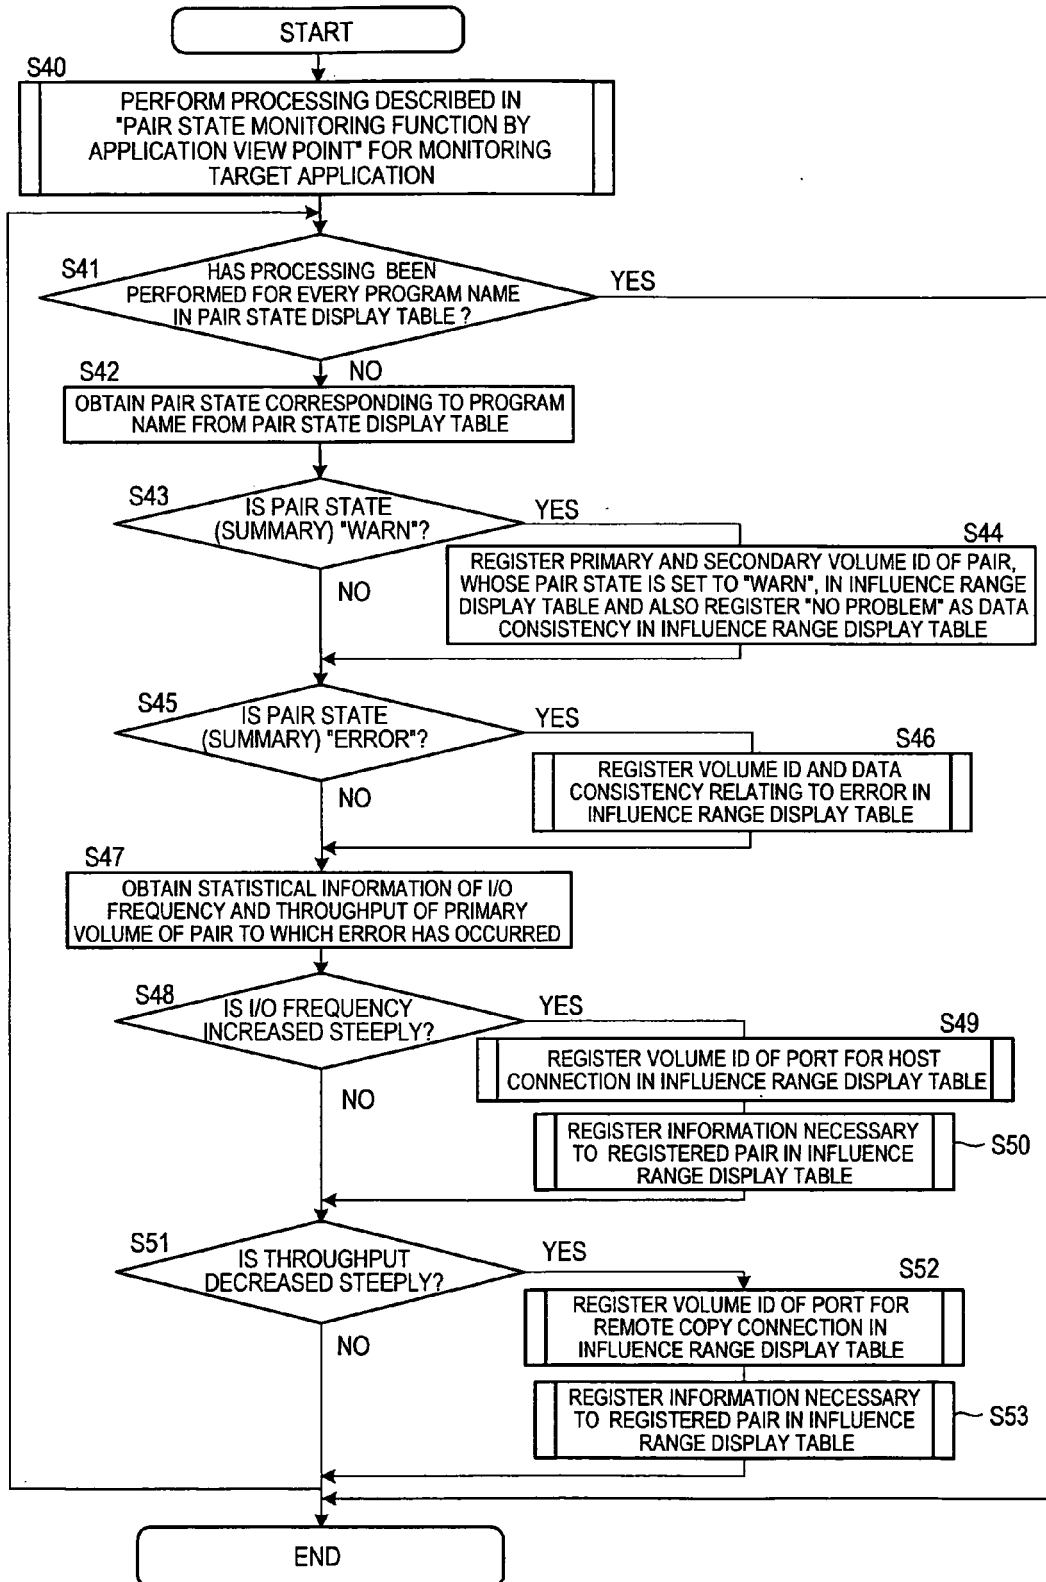 START
S40
PERFORM PROCESSING DESCRIBED IN
"PAIR STATE MONITORING FUNCTION BY
APPLICATION VIEW POINT" FOR MONITORING
TARGET APPLICATION
S41
HAS PROCESSING BEEN
PERFORMED FOR EVERY PROGRAM NAME
IN PAIR STATE DISPLAY TABLE ?
YES
NO
S42
OBTAIN PAIR STATE CORRESPONDING TO PROGRAM
NAME FROM PAIR STATE DISPLAY TABLE
S43
IS PAIR STATE
(SUMMARY) "WARN"?
YES
NO
S44
REGISTER PRIMARY AND SECONDARY VOLUME ID OF PAIR,
WHOSE PAIR STATE IS SET TO "WARN", IN INFLUENCE RANGE
DISPLAY TABLE AND ALSO REGISTER "NO PROBLEM" AS DATA
CONSISTENCY IN INFLUENCE RANGE DISPLAY TABLE
S45
IS PAIR STATE
(SUMMARY) "ERROR"?
YES
NO
S46
REGISTER VOLUME ID AND DATA
CONSISTENCY RELATING TO ERROR IN
INFLUENCE RANGE DISPLAY TABLE
S47
OBTAIN STATISTICAL INFORMATION OF I/O
FREQUENCY AND THROUGHPUT OF PRIMARY
VOLUME OF PAIR TO WHICH ERROR HAS OCCURRED
S48
IS I/O FREQUENCY
INCREASED STEEPLY?
YES
NO
S49
REGISTER VOLUME ID OF PORT FOR HOST
CONNECTION IN INFLUENCE RANGE DISPLAY TABLE
REGISTER INFORMATION NECESSARY
TO REGISTERED PAIR IN INFLUENCE
RANGE DISPLAY TABLE
S50
S51
IS THROUGHPUT
DECREASED STEEPLY?
YES
NO
S52
REGISTER VOLUME ID OF PORT FOR
REMOTE COPY CONNECTION IN
INFLUENCE RANGE DISPLAY TABLE
REGISTER INFORMATION NECESSARY
TO REGISTERED PAIR IN INFLUENCE
RANGE DISPLAY TABLE
S53
END